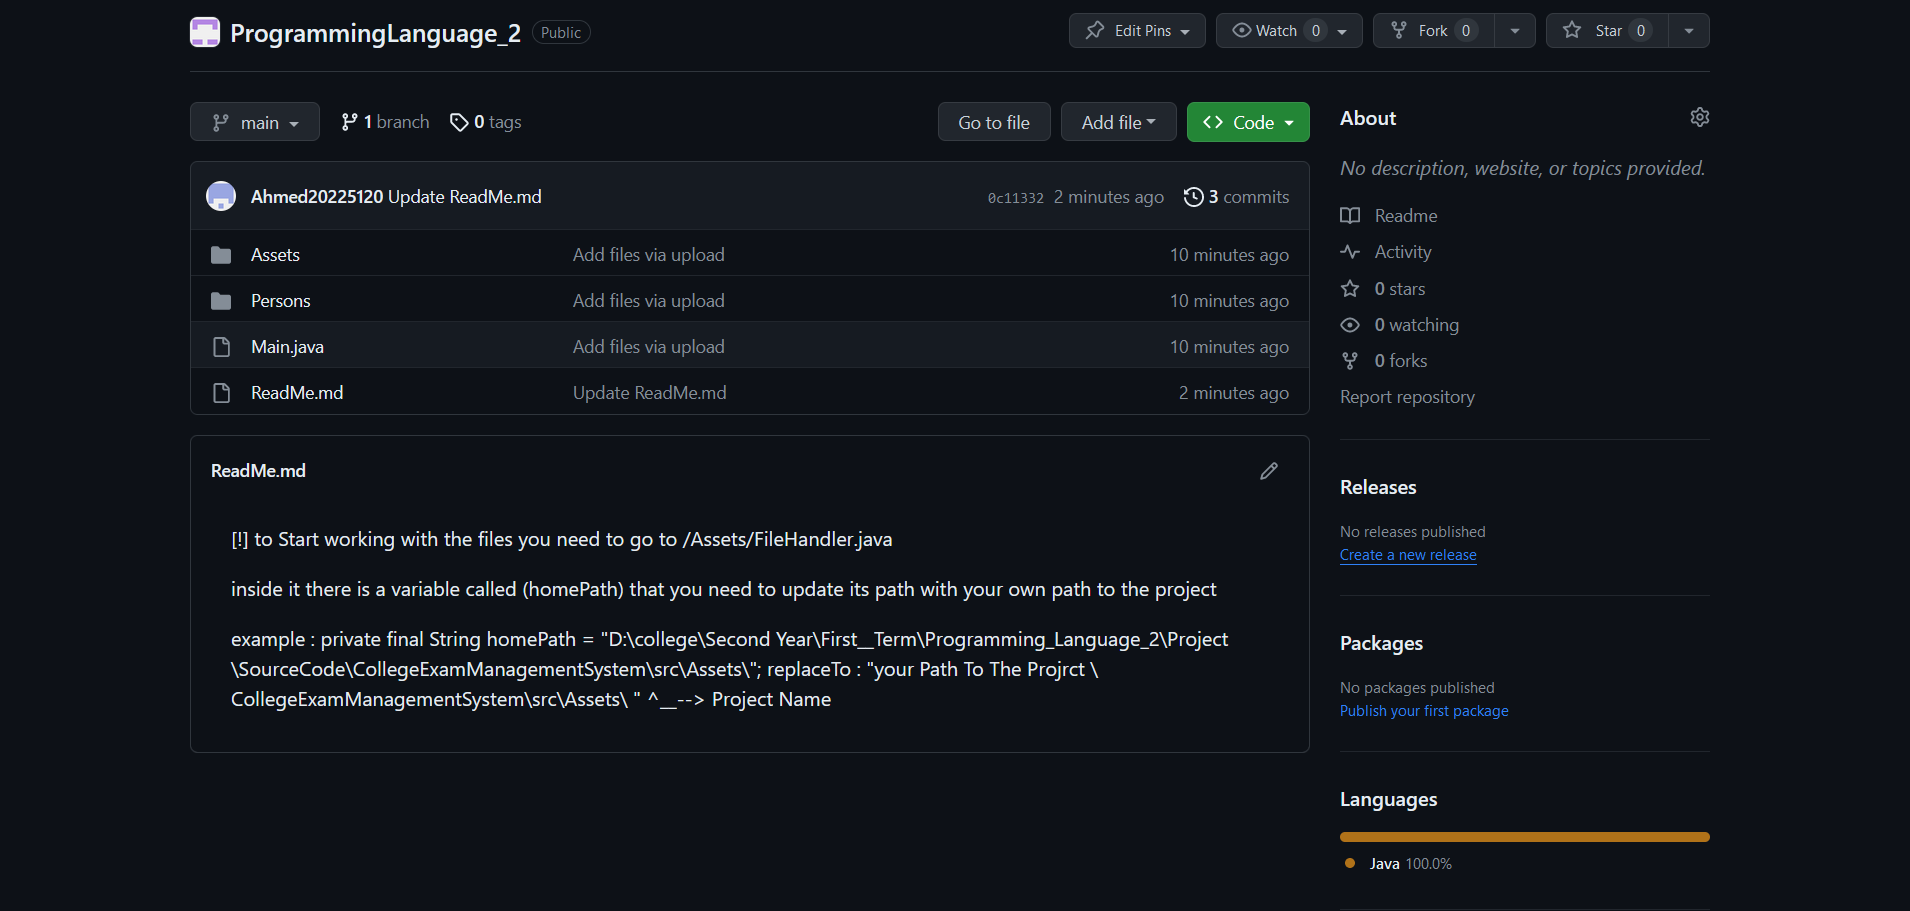 ProgrammingLanguage_2 Public
Edit Pins Watch 0 Fork 0 Star 0
main 1 branch 0 tags Go to file Add file Code
Ahmed20225120 Update ReadMe.md 0c11332 2 minutes ago 3 commits
Assets Add files via upload 10 minutes ago
Persons Add files via upload 10 minutes ago
Main.java Add files via upload 10 minutes ago
ReadMe.md Update ReadMe.md 2 minutes ago
ReadMe.md
[!] to Start working with the files you need to go to /Assets/FileHandler.java
inside it there is a variable called (homePath) that you need to update its path with your own path to the project
example : private final String homePath = "D:\college\Second Year\First__Term\Programming_Language_2\Project
\SourceCode\CollegeExamManagementSystem\src\Assets\"; replaceTo : "your Path To The Projrct \
CollegeExamManagementSystem\src\Assets\ " ^__--> Project Name
About
No description, website, or topics provided.
Readme
Activity
0 stars
0 watching
0 forks
Report repository
Releases
No releases published
Create a new release
Packages
No packages published
Publish your first package
Languages
Java 100.0%